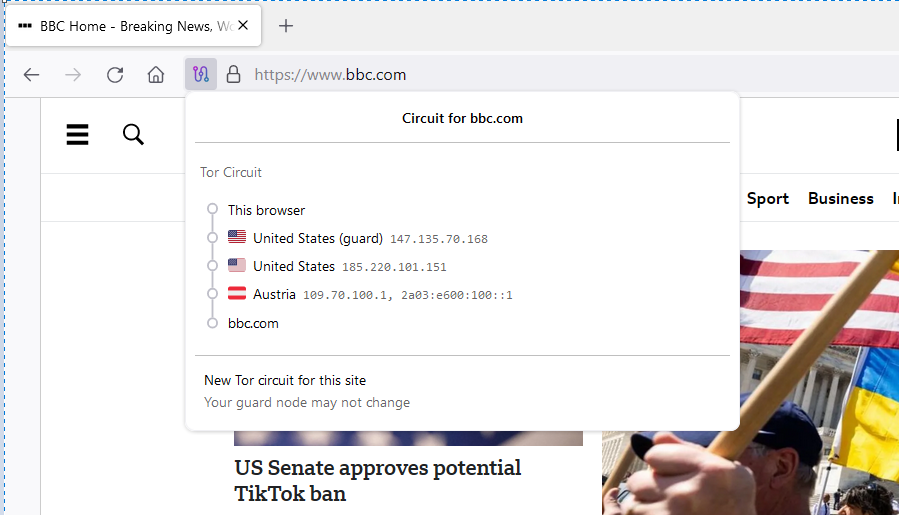 BBC Home - Breaking News, Wo
https://www.bbc.com
Circuit for bbc.com
Tor Circuit
This browser
United States (guard) 147.135.70.168
United States 185.220.101.151
Austria 109.70.100.1, 2a03:e600:100::1
bbc.com
New Tor circuit for this site
Your guard node may not change
Sport Business
US Senate approves potential
TikTok ban